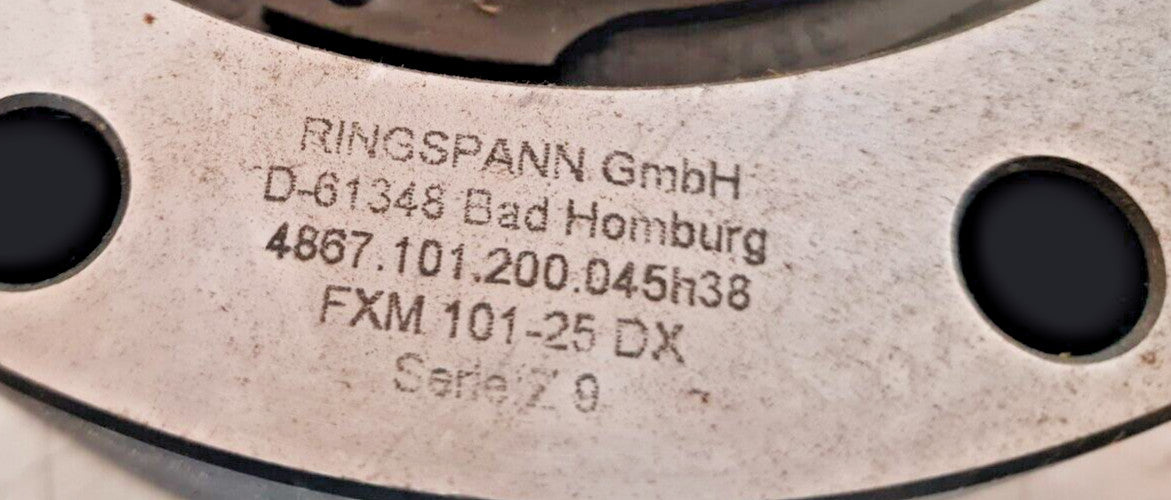 RINGSPANN GmbH
D-61348 Bad Homburg
4867.101.200.045h38
FXM 101-25 DX
Serie Z 9